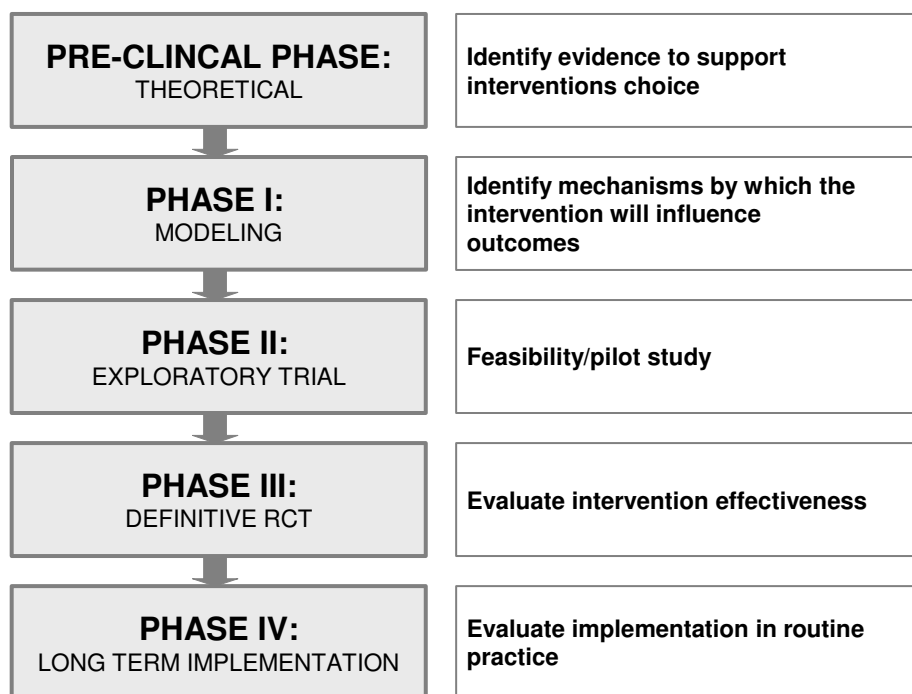 PRE-CLINCAL PHASE:
THEORETICAL
Identify evidence to support
interventions choice
PHASE I:
MODELING
Identify mechanisms by which the
intervention will influence
outcomes
PHASE II:
EXPLORATORY TRIAL
Feasibility/pilot study
PHASE III:
DEFINITIVE RCT
Evaluate intervention effectiveness
PHASE IV:
LONG TERM IMPLEMENTATION
Evaluate implementation in routine
practice